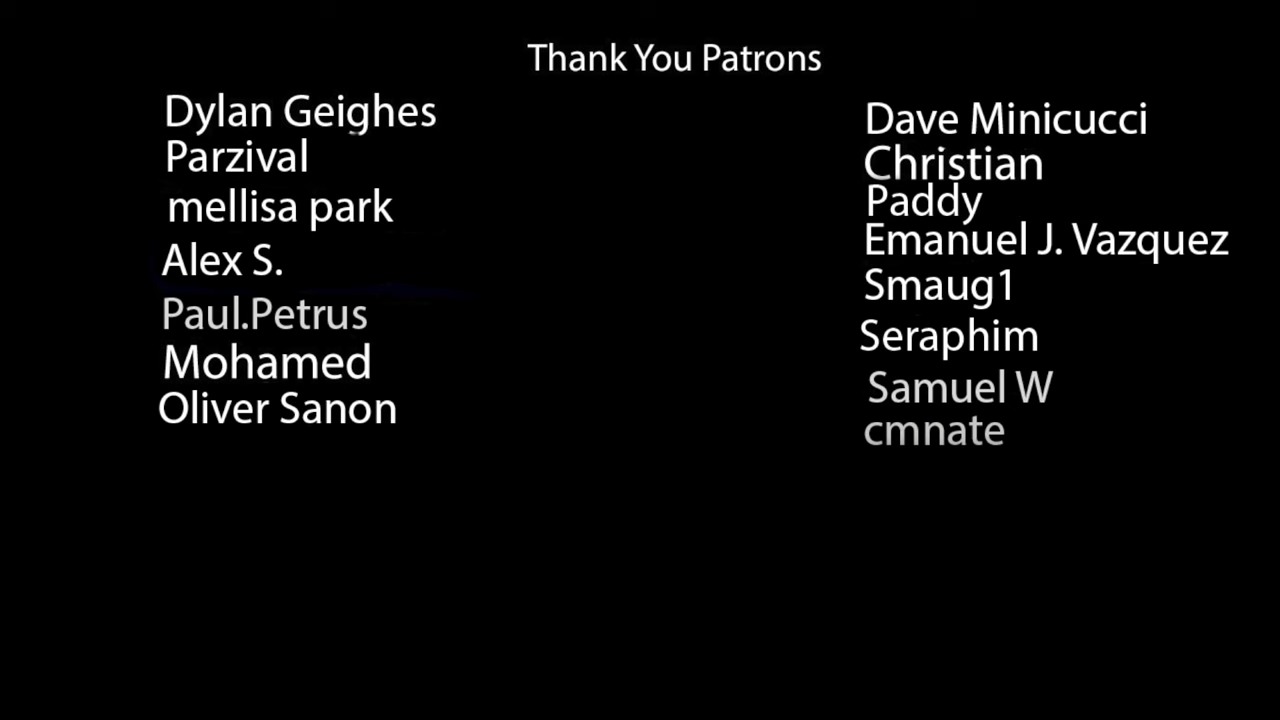 Thank You Patrons
Dylan Geighes
Parzival
mellisa park
Alex S.
Paul.Petrus
Mohamed
Oliver Sanon
Dave Minicucci
Christian
Paddy
Emanuel J. Vazquez
Smaug1
Seraphim
Samuel W
cmnate